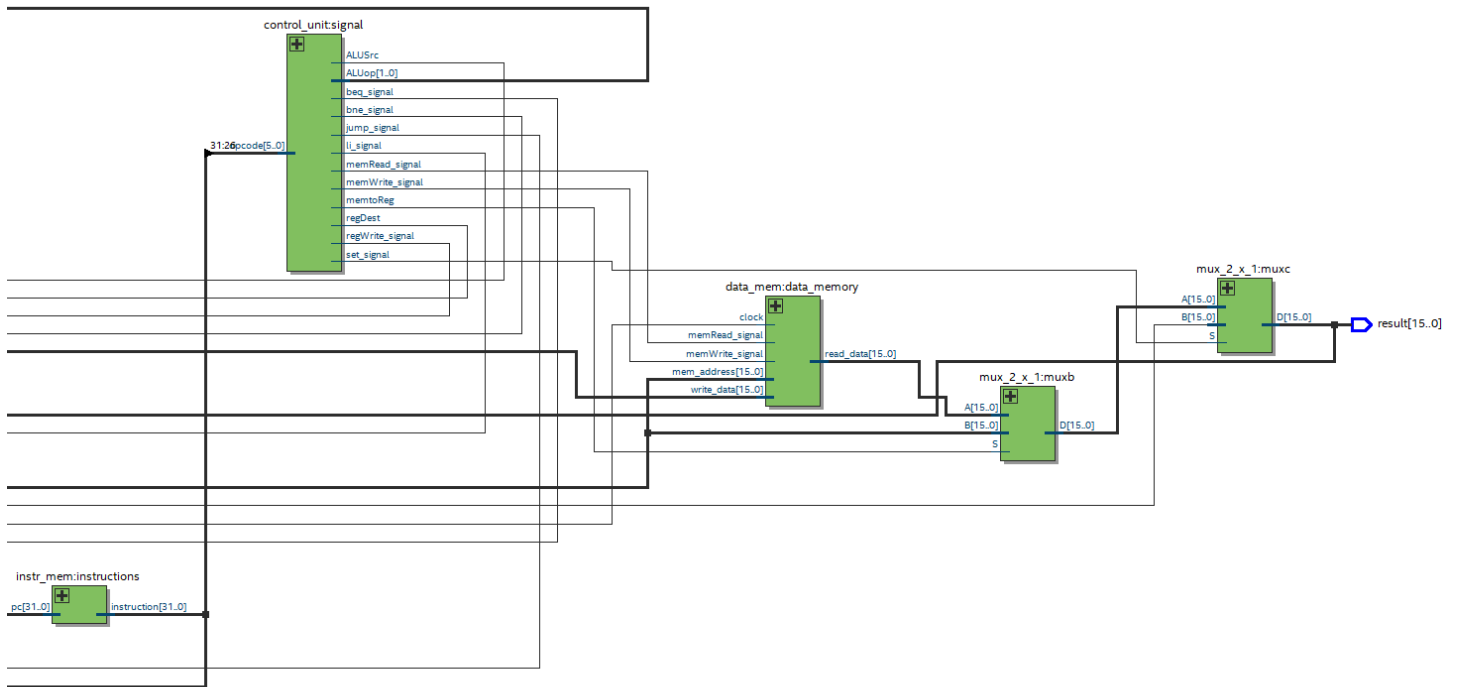 control_unit:signal
ALUSrc
ALUop[1..0]
beq_signal
bne_signal
jump_signal
31:26 opcode[5..0]
li_signal
memRead_signal
memWrite_signal
memtoReg
regDest
regWrite_signal
set_signal
mux_2_x_1:muxc
A[15..0]
B[15..0]
S
D[15..0]
result[15..0]
data_mem:data_memory
clock
memRead_signal
memWrite_signal
mem_address[15..0]
write_data[15..0]
read_data[15..0]
mux_2_x_1:muxb
A[15..0]
B[15..0]
S
D[15..0]
instr_mem:instructions
pc[31..0]
instruction[31..0]